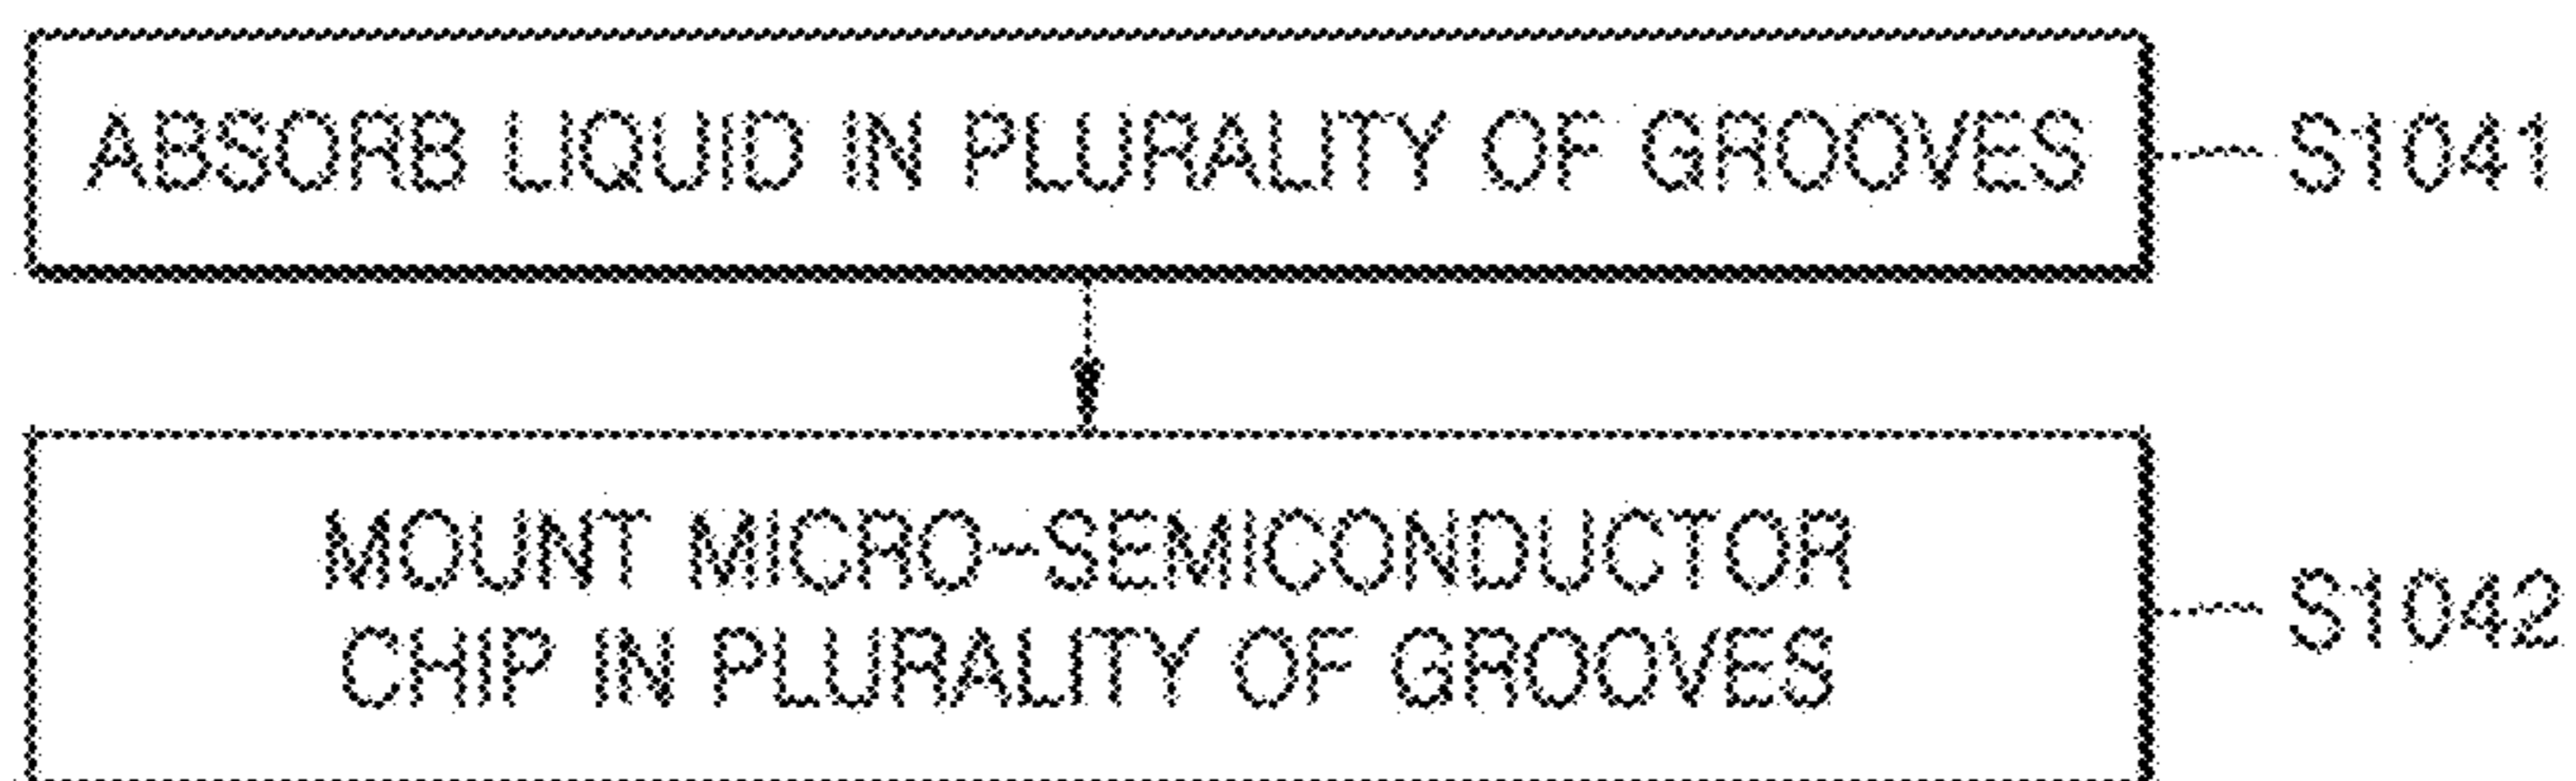 ABSORB LIQUID IN PLURALITY OF GROOVES
S1041
MOUNT MICRO-SEMICONDUCTOR
CHIP IN PLURALITY OF GROOVES
S1042